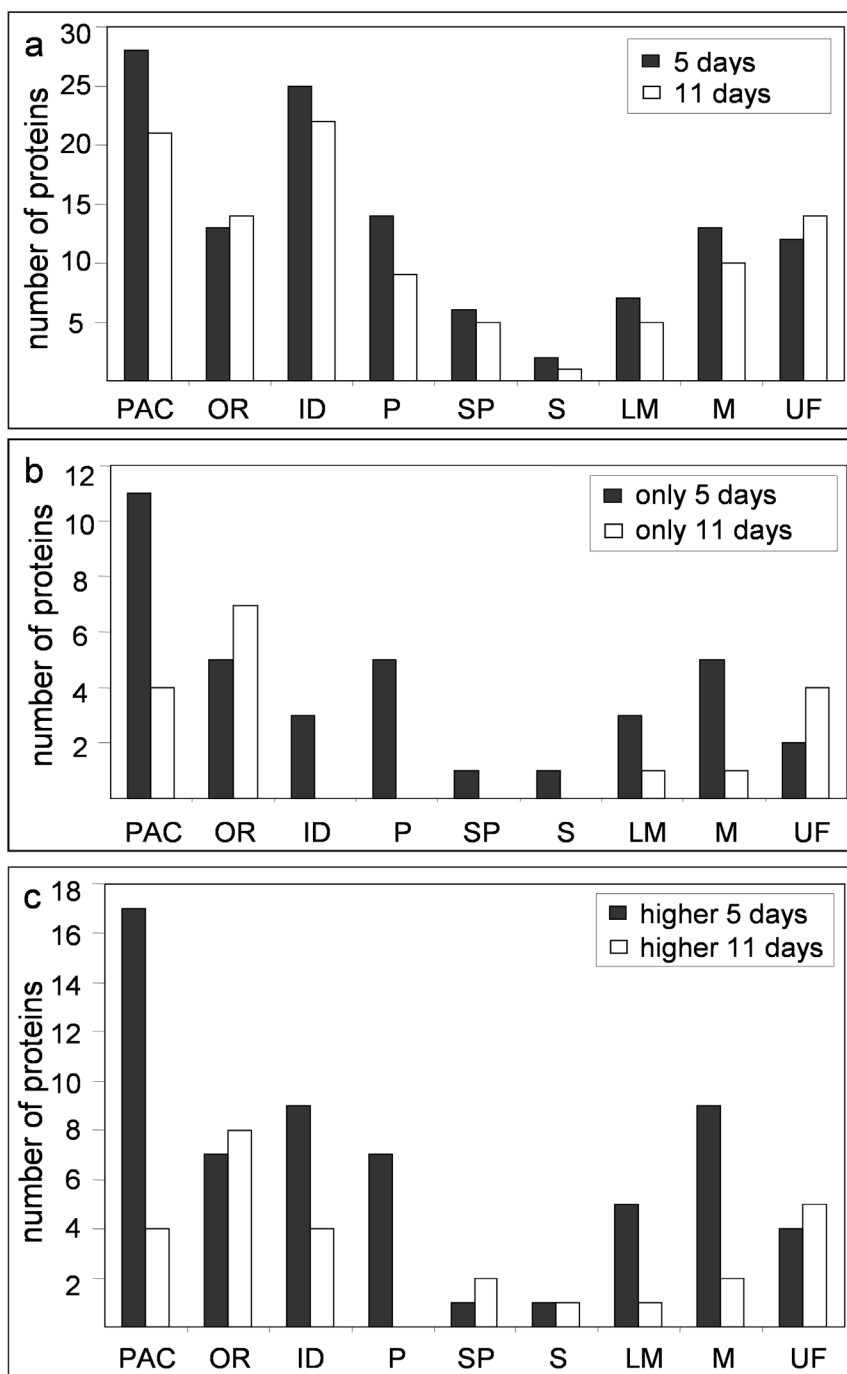 a
number of proteins
30
25
20
15
10
5
5 days
11 days
PAC OR ID P SP S LM M UF
b
number of proteins
12
10
8
6
4
2
only 5 days
only 11 days
PAC OR ID P SP S LM M UF
c
number of proteins
18
16
14
12
10
8
6
4
2
higher 5 days
higher 11 days
PAC OR ID P SP S LM M UF